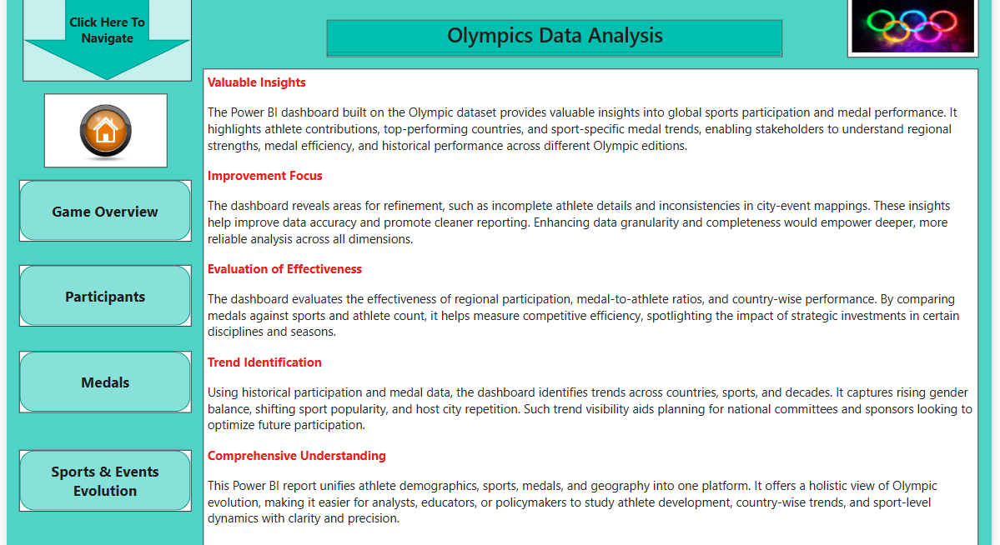 Click Here To
Navigate
Olympics Data Analysis
Game Overview
Participants
Medals
Sports & Events
Evolution
Valuable Insights
The Power BI dashboard built on the Olympic dataset provides valuable insights into global sports participation and medal performance. It
highlights athlete contributions, top-performing countries, and sport-specific medal trends, enabling stakeholders to understand regional
strengths, medal efficiency, and historical performance across different Olympic editions.
Improvement Focus
The dashboard reveals areas for refinement, such as incomplete athlete details and inconsistencies in city-event mappings. These insights
help improve data accuracy and promote cleaner reporting. Enhancing data granularity and completeness would empower deeper, more
reliable analysis across all dimensions.
Evaluation of Effectiveness
The dashboard evaluates the effectiveness of regional participation, medal-to-athlete ratios, and country-wise performance. By comparing
medals against sports and athlete count, it helps measure competitive efficiency, spotlighting the impact of strategic investments in certain
disciplines and seasons.
Trend Identification
Using historical participation and medal data, the dashboard identifies trends across countries, sports, and decades. It captures rising gender
balance, shifting sport popularity, and host city repetition. Such trend visibility aids planning for national committees and sponsors looking to
optimize future participation.
Comprehensive Understanding
This Power BI report unifies athlete demographics, sports, medals, and geography into one platform. It offers a holistic view of Olympic
evolution, making it easier for analysts, educators, or policymakers to study athlete development, country-wise trends, and sport-level
dynamics with clarity and precision.